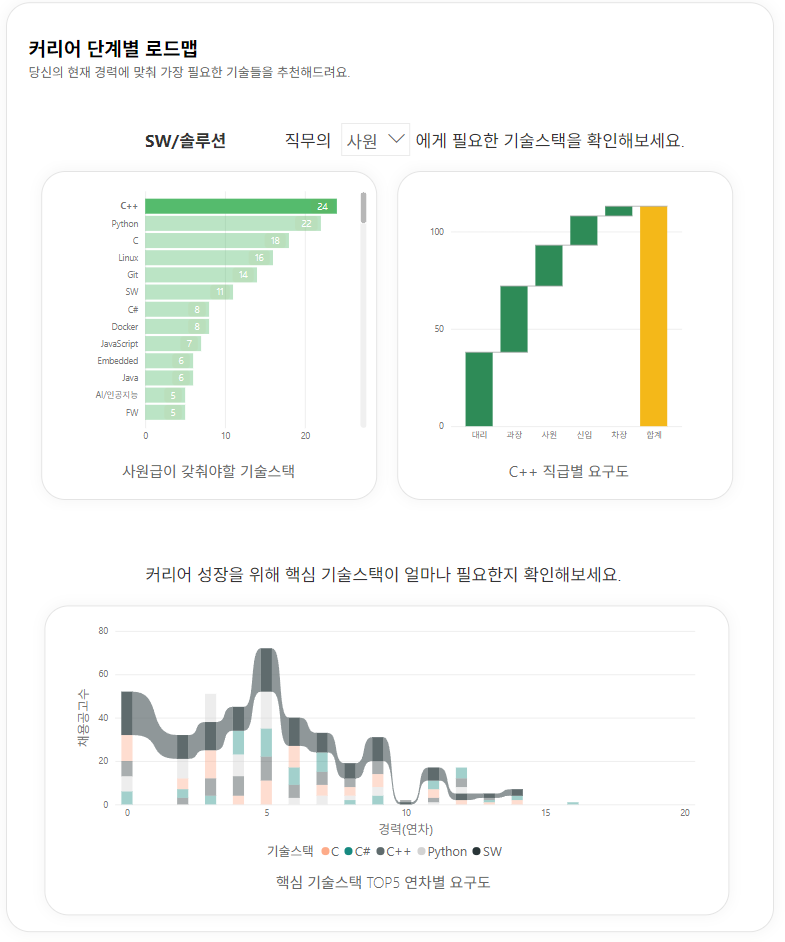 커리어 단계별 로드맵
당신의 현재 경력에 맞춰 가장 필요한 기술들을 추천해드려요.
SW/솔루션 직무의 사원 에게 필요한 기술스택을 확인해보세요.
C++ 24
Python 22
C 18
Linux 16
Git 14
SW 11
C# 8
Docker 8
JavaScript 7
Embedded 6
Java 6
AI/인공지능 5
FW 5
0 10 20
사원급이 갖춰야할 기술스택
100
50
0
대리 과장 사원 신입 차장 합계
C++ 직급별 요구도
커리어 성장을 위해 핵심 기술스택이 얼마나 필요한지 확인해보세요.
채용공고수
80
60
40
20
0
0 5 10 15 20
경력(연차)
기술스택 C C# C++ Python SW
핵심 기술스택 TOP5 연차별 요구도